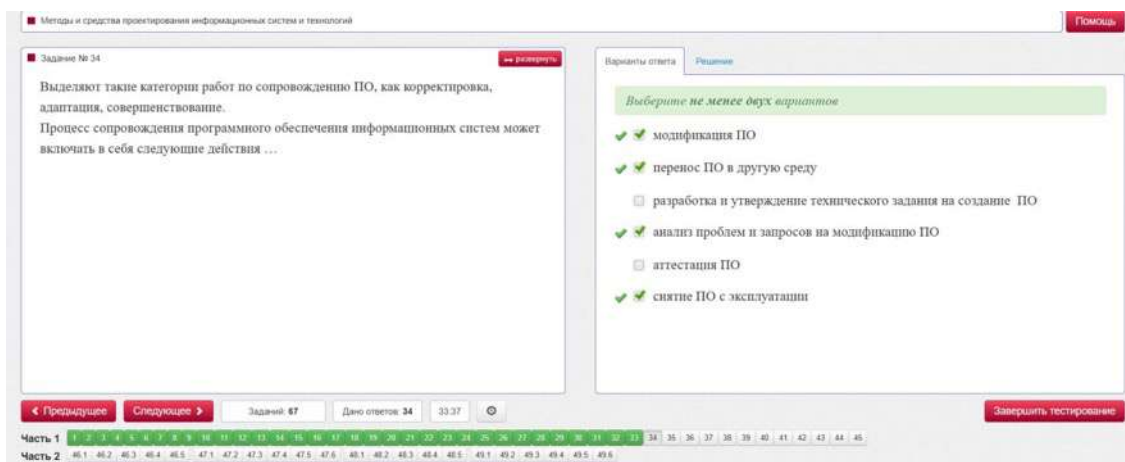 Методы и средства проектирования информационных систем и технологий
Помощь
Задание № 34
развернуть
Выделяют такие категории работ по сопровождению ПО, как корректировка,
адаптация, совершенствование.
Процесс сопровождения программного обеспечения информационных систем может
включать в себя следующие действия …
Варианты ответа Решение
Выберите не менее двух вариантов
модификация ПО
перенос ПО в другую среду
разработка и утверждение технического задания на создание ПО
анализ проблем и запросов на модификацию ПО
аттестация ПО
снятие ПО с эксплуатации
Предыдущее Следующее Заданий: 67 Дано ответов: 34 33:37 Завершить тестирование
Часть 1 1 2 3 4 5 6 7 8 9 10 11 12 13 14 15 16 17 18 19 20 21 22 23 24 25 26 27 28 29 30 31 32 33 34 35 36 37 38 39 40 41 42 43 44 45
Часть 2 46.1 46.2 46.3 46.4 46.5 47.1 47.2 47.3 47.4 47.5 47.6 48.1 48.2 48.3 48.4 48.5 49.1 49.2 49.3 49.4 49.5 49.6